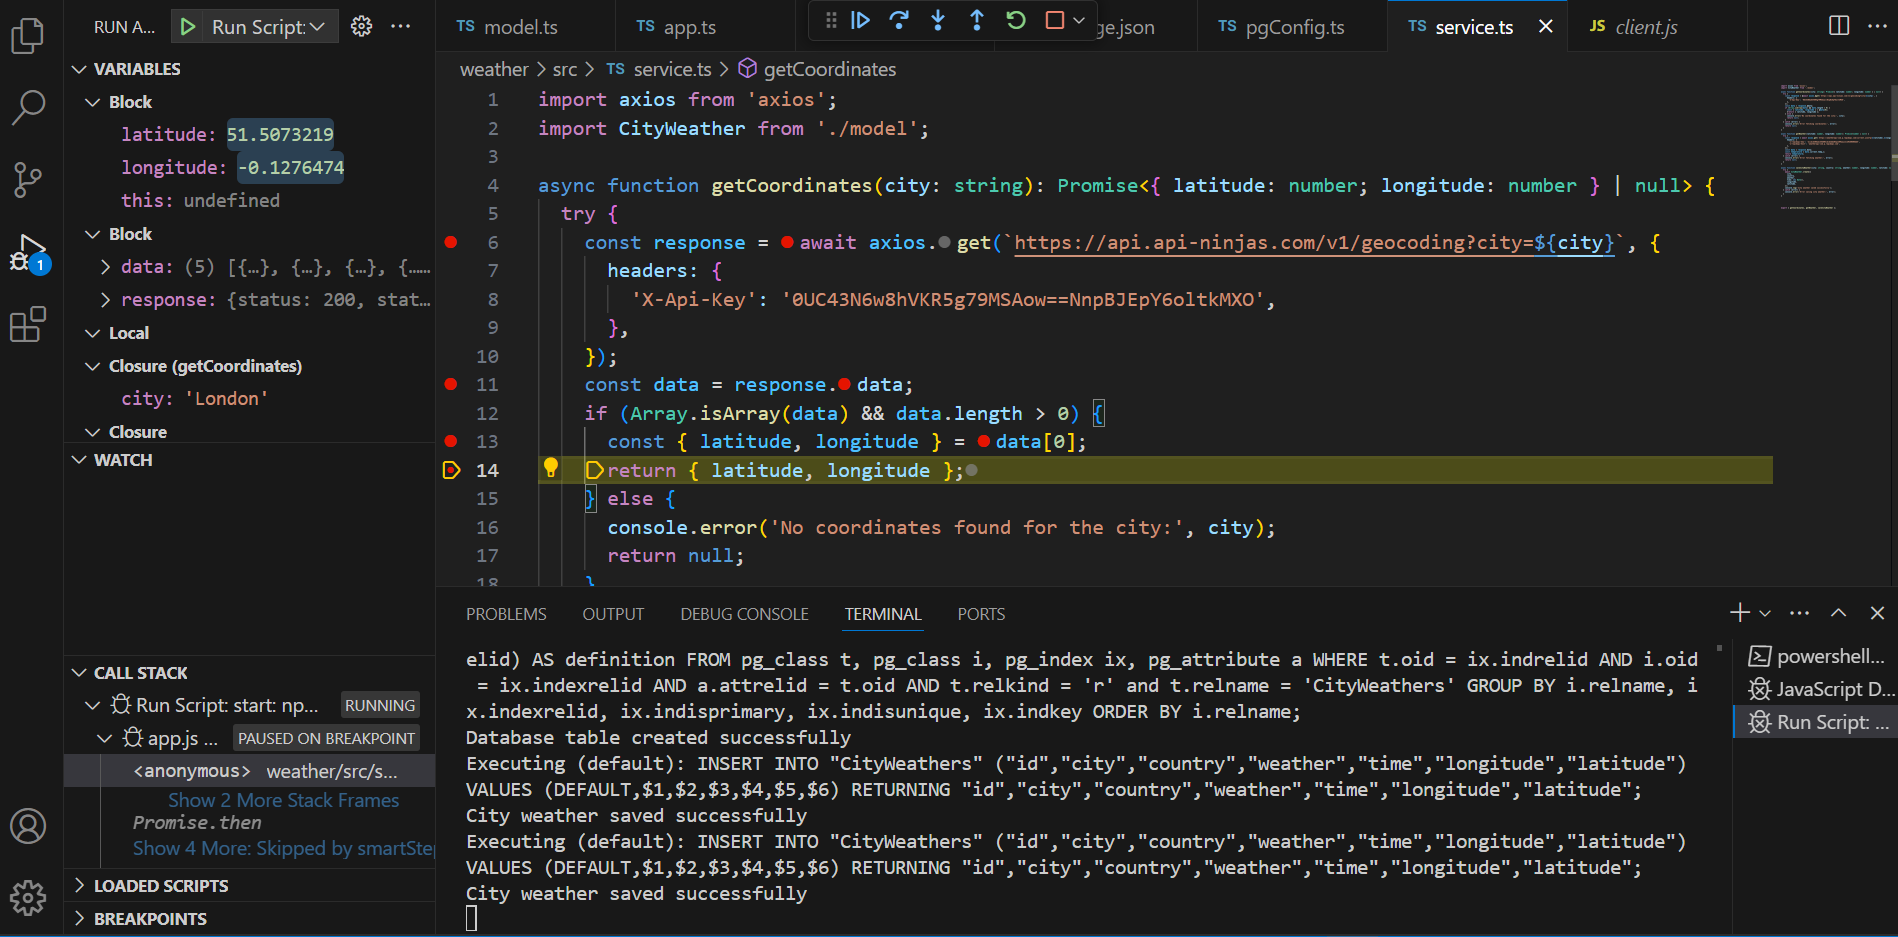 RUN A...
Run Script:
VARIABLES
Block
latitude: 51.5073219
longitude: -0.1276474
this: undefined
Block
data: (5) [{…}, {…}, {…}, {……
response: {status: 200, stat…
Local
Closure (getCoordinates)
city: 'London'
Closure
WATCH
CALL STACK
Run Script: start: np... RUNNING
app.js ... PAUSED ON BREAKPOINT
<anonymous> weather/src/s...
Show 2 More Stack Frames
Promise.then
Show 4 More: Skipped by smartStep
LOADED SCRIPTS
BREAKPOINTS
1
TS model.ts
TS app.ts
ge.json
TS pgConfig.ts
TS service.ts
JS client.js
weather > src > TS service.ts > getCoordinates
1 import axios from 'axios';
2 import CityWeather from './model';
3
4 async function getCoordinates(city: string): Promise<{ latitude: number; longitude: number } | null> {
5 try {
6 const response = await axios.get(`https://api.api-ninjas.com/v1/geocoding?city=${city}`, {
7 headers: {
8 'X-Api-Key': '0UC43N6w8hVKR5g79MSAow==NnpBJEpY6oltkMXO',
9 },
10 });
11 const data = response.data;
12 if (Array.isArray(data) && data.length > 0) {
13 const { latitude, longitude } = data[0];
14 return { latitude, longitude };
15 } else {
16 console.error('No coordinates found for the city:', city);
17 return null;
18 }
PROBLEMS OUTPUT DEBUG CONSOLE TERMINAL PORTS
elid) AS definition FROM pg_class t, pg_class i, pg_index ix, pg_attribute a WHERE t.oid = ix.indrelid AND i.oid
= ix.indexrelid AND a.attrelid = t.oid AND t.relkind = 'r' and t.relname = 'CityWeathers' GROUP BY i.relname, i
x.indexrelid, ix.indisprimary, ix.indisunique, ix.indkey ORDER BY i.relname;
Database table created successfully
Executing (default): INSERT INTO "CityWeathers" ("id","city","country","weather","time","longitude","latitude")
VALUES (DEFAULT,$1,$2,$3,$4,$5,$6) RETURNING "id","city","country","weather","time","longitude","latitude";
City weather saved successfully
Executing (default): INSERT INTO "CityWeathers" ("id","city","country","weather","time","longitude","latitude")
VALUES (DEFAULT,$1,$2,$3,$4,$5,$6) RETURNING "id","city","country","weather","time","longitude","latitude";
City weather saved successfully
powershell...
JavaScript D...
Run Script: ...